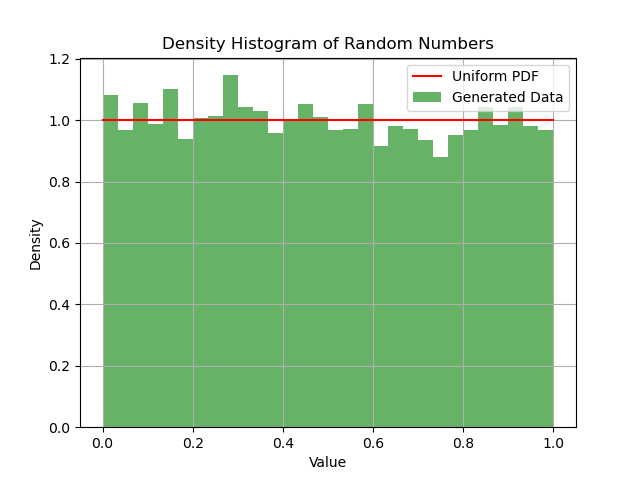 Density Histogram of Random Numbers
Uniform PDF
Generated Data
1.2
1.0
0.8
0.6
0.4
0.2
0.0
Density
0.0 0.2 0.4 0.6 0.8 1.0
Value